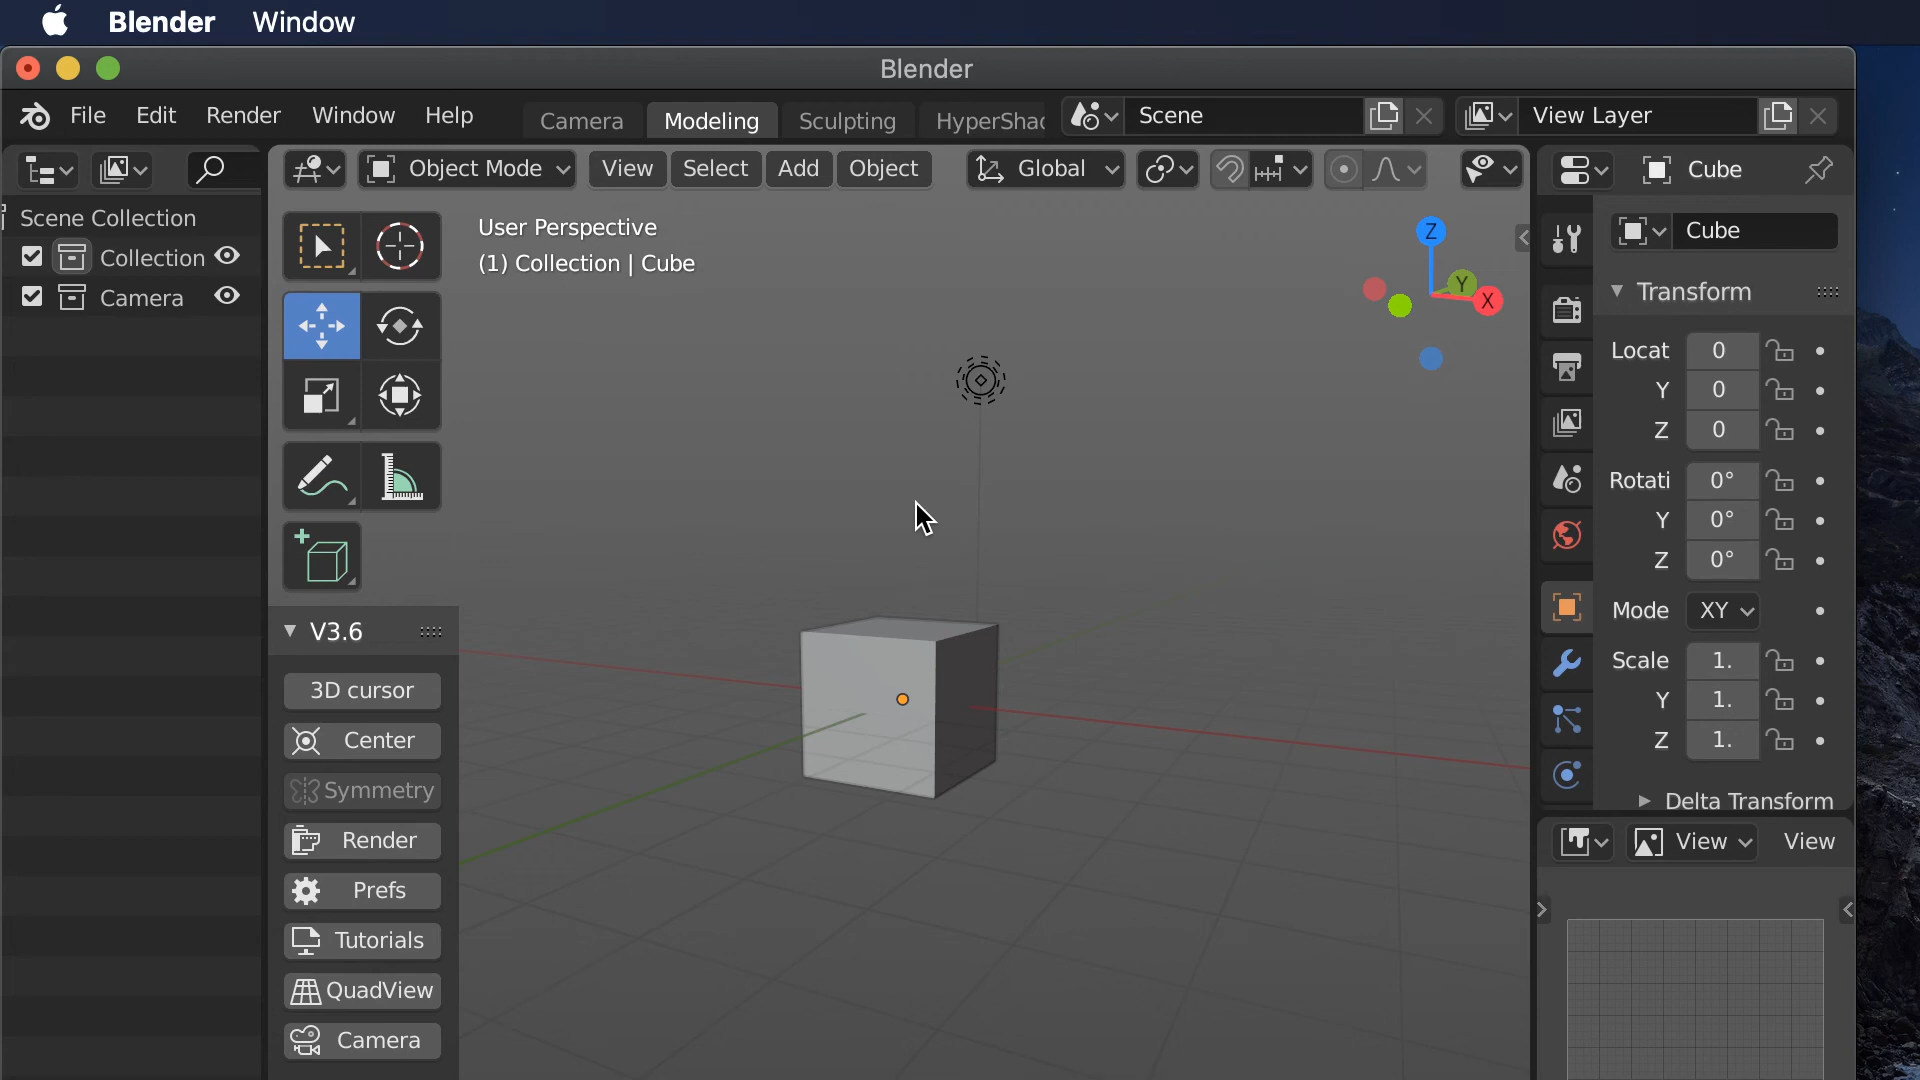 Blender Window
Blender
File Edit Render Window Help Camera Modeling Sculpting HyperShac Scene View Layer
Object Mode View Select Add Object Global Cube
Scene Collection
Collection
Camera
User Perspective
(1) Collection | Cube
Z
Y
X
Cube
Transform
Locat 0
Y 0
Z 0
Rotati 0°
Y 0°
Z 0°
Mode XY
Scale 1.
Y 1.
Z 1.
Delta Transform
View View
V3.6
3D cursor
Center
Symmetry
Render
Prefs
Tutorials
QuadView
Camera